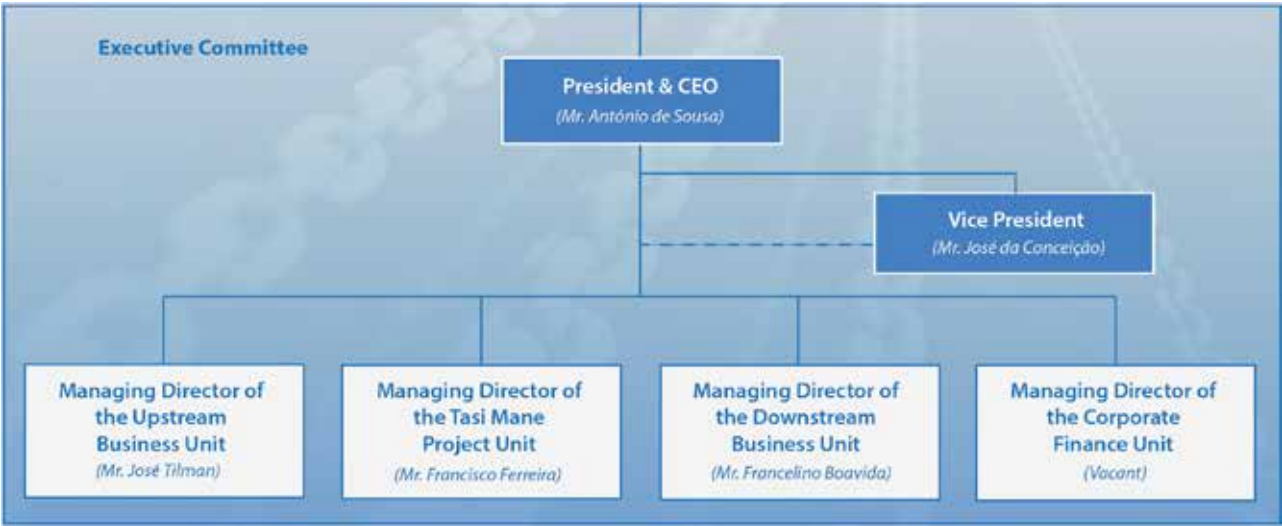 Executive Committee
President & CEO
(Mr. António de Sousa)
Vice President
(Mr. José da Conceição)
Managing Director of
the Upstream
Business Unit
(Mr. José Tilman)
Managing Director of
the Tasi Mane
Project Unit
(Mr. Francisco Ferreira)
Managing Director of
the Downstream
Business Unit
(Mr. Francelino Boavida)
Managing Director of
the Corporate
Finance Unit
(Vacant)